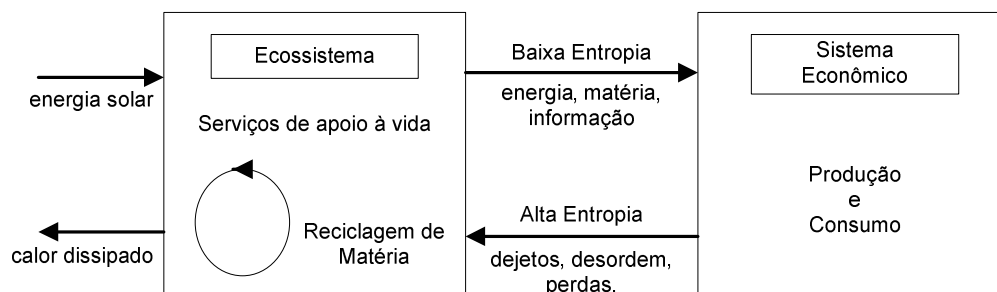 energia solar
calor dissipado
Ecossistema
Serviços de apoio à vida
Reciclagem de
Matéria
Baixa Entropia
energia, matéria,
informação
Alta Entropia
dejetos, desordem,
perdas.
Sistema
Econômico
Produção
e
Consumo